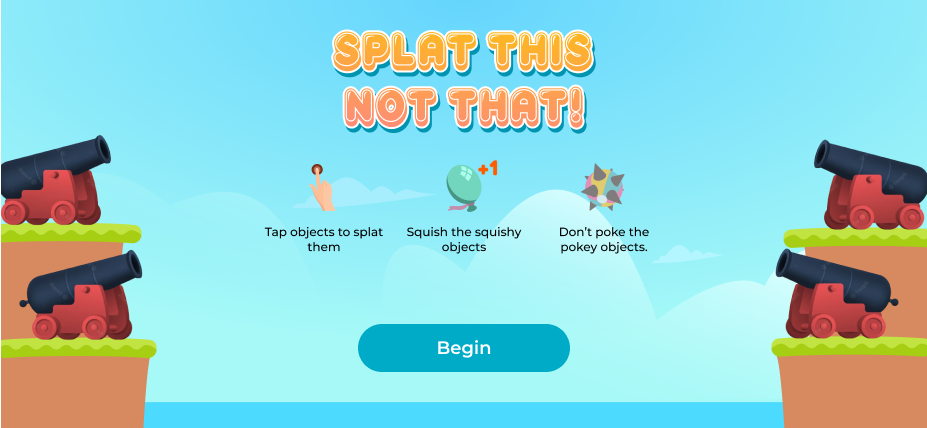 SPLAT THIS
NOT THAT!
+1
Tap objects to splat
them
Squish the squishy
objects
Don't poke the
pokey objects.
Begin